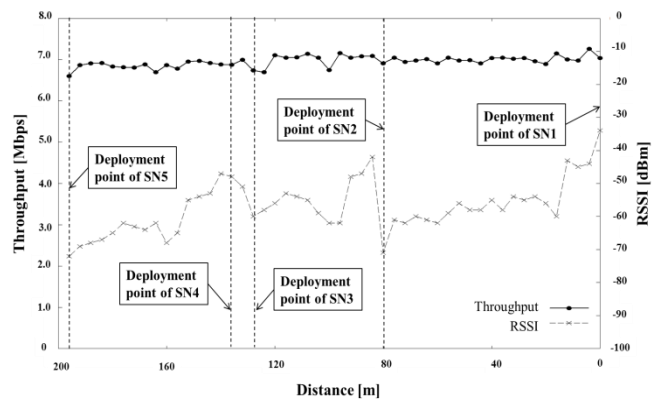 8.0
7.0
6.0
5.0
4.0
3.0
2.0
1.0
0
Throughput [Mbps]
0
-10
-20
-30
-40
-50
-60
-70
-80
-90
-100
RSSI [dBm]
Deployment
point of SN2
Deployment
point of SN1
Deployment
point of SN5
Deployment
point of SN4
Deployment
point of SN3
Throughput
RSSI
200
160
120
80
40
0
Distance [m]